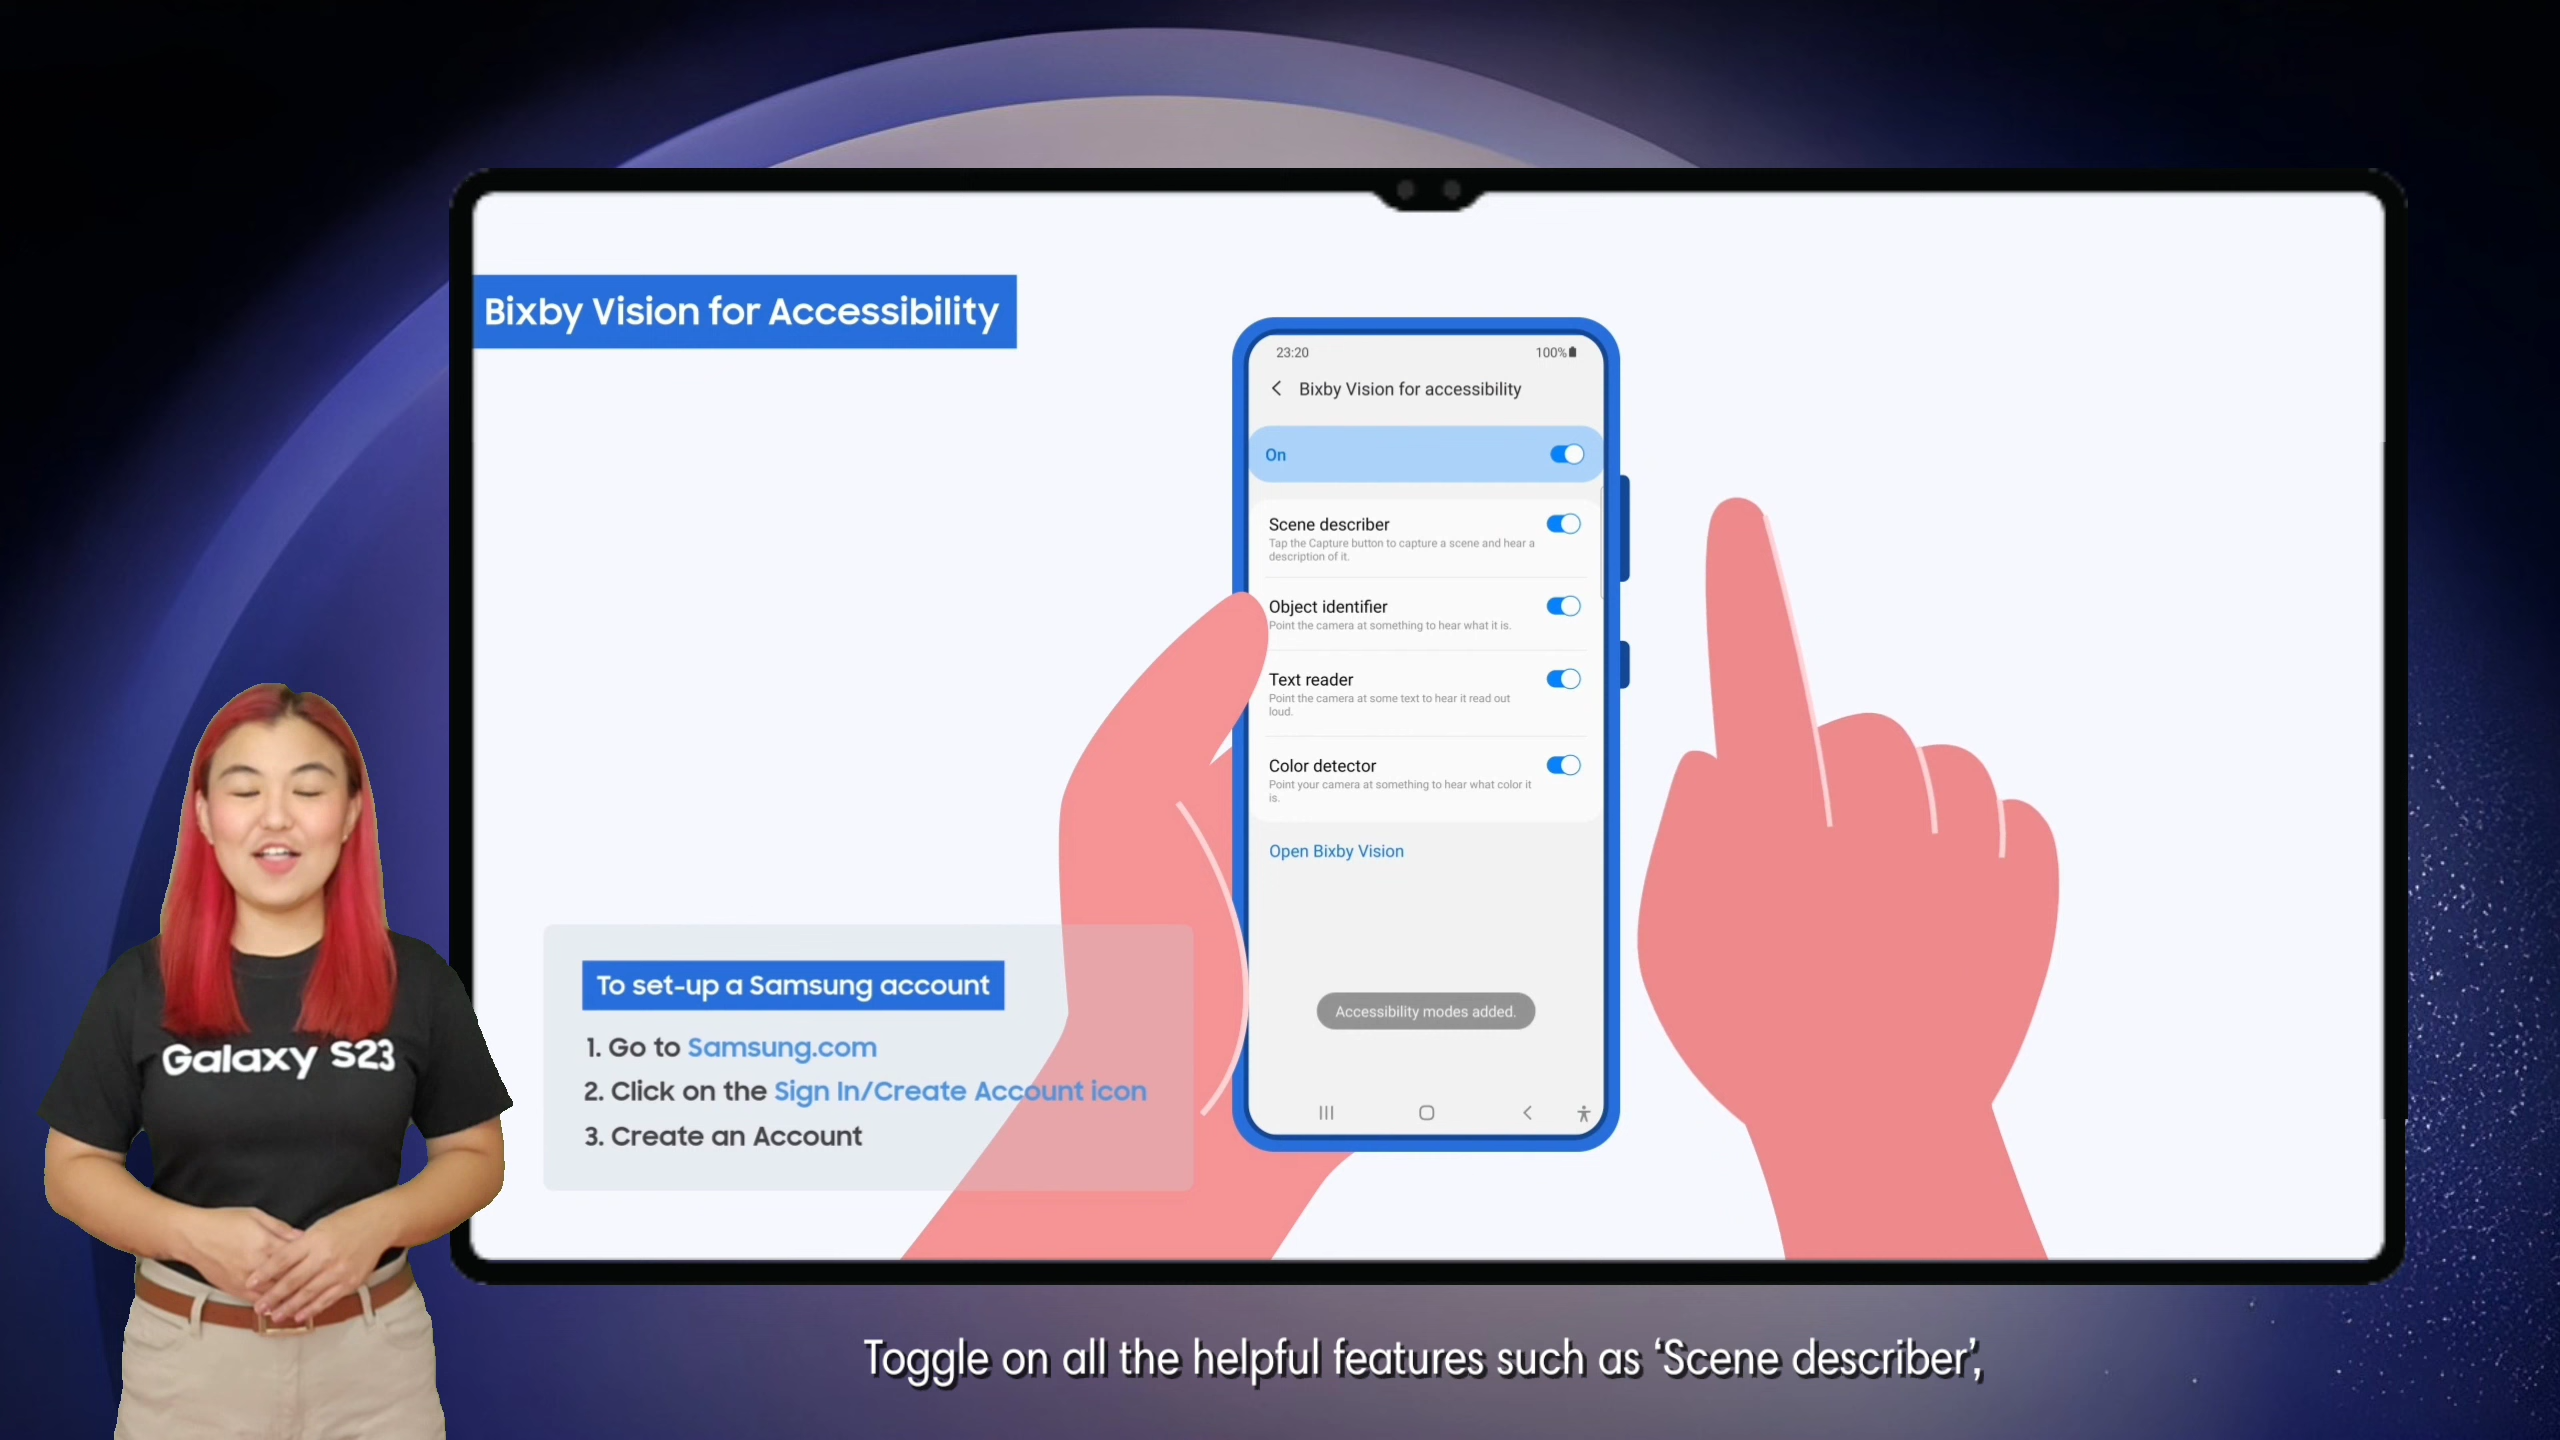 Bixby Vision for Accessibility
23:20
100%
Bixby Vision for accessibility
On
Scene describer
Tap the Capture button to capture a scene and hear a
description of it.
Object identifier
Point the camera at something to hear what it is.
Text reader
Point the camera at some text to hear it read out
loud.
Color detector
Point your camera at something to hear what color it
is.
Open Bixby Vision
Accessibility modes added.
To set-up a Samsung account
1. Go to Samsung.com
2. Click on the Sign In/Create Account icon
3. Create an Account
Galaxy S23
Toggle on all the helpful features such as ‘Scene describer’,